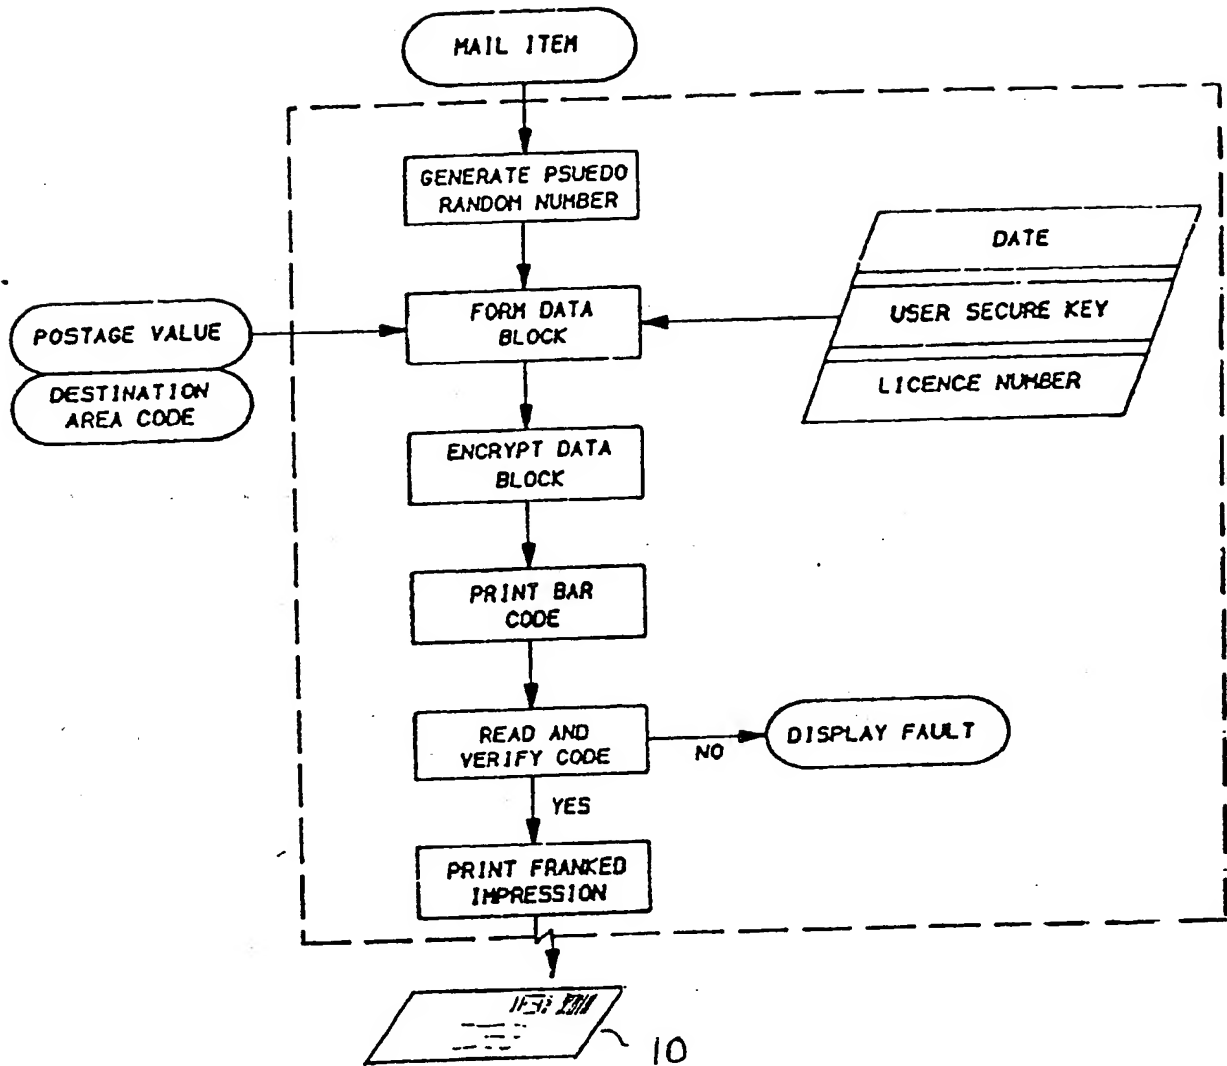 MAIL ITEM
GENERATE PSUEDO
RANDOM NUMBER
DATE
FORM DATA
BLOCK
USER SECURE KEY
POSTAGE VALUE
LICENCE NUMBER
DESTINATION
AREA CODE
ENCRYPT DATA
BLOCK
PRINT BAR
CODE
READ AND
VERIFY CODE
NO
DISPLAY FAULT
YES
PRINT FRANKED
IMPRESSION
10